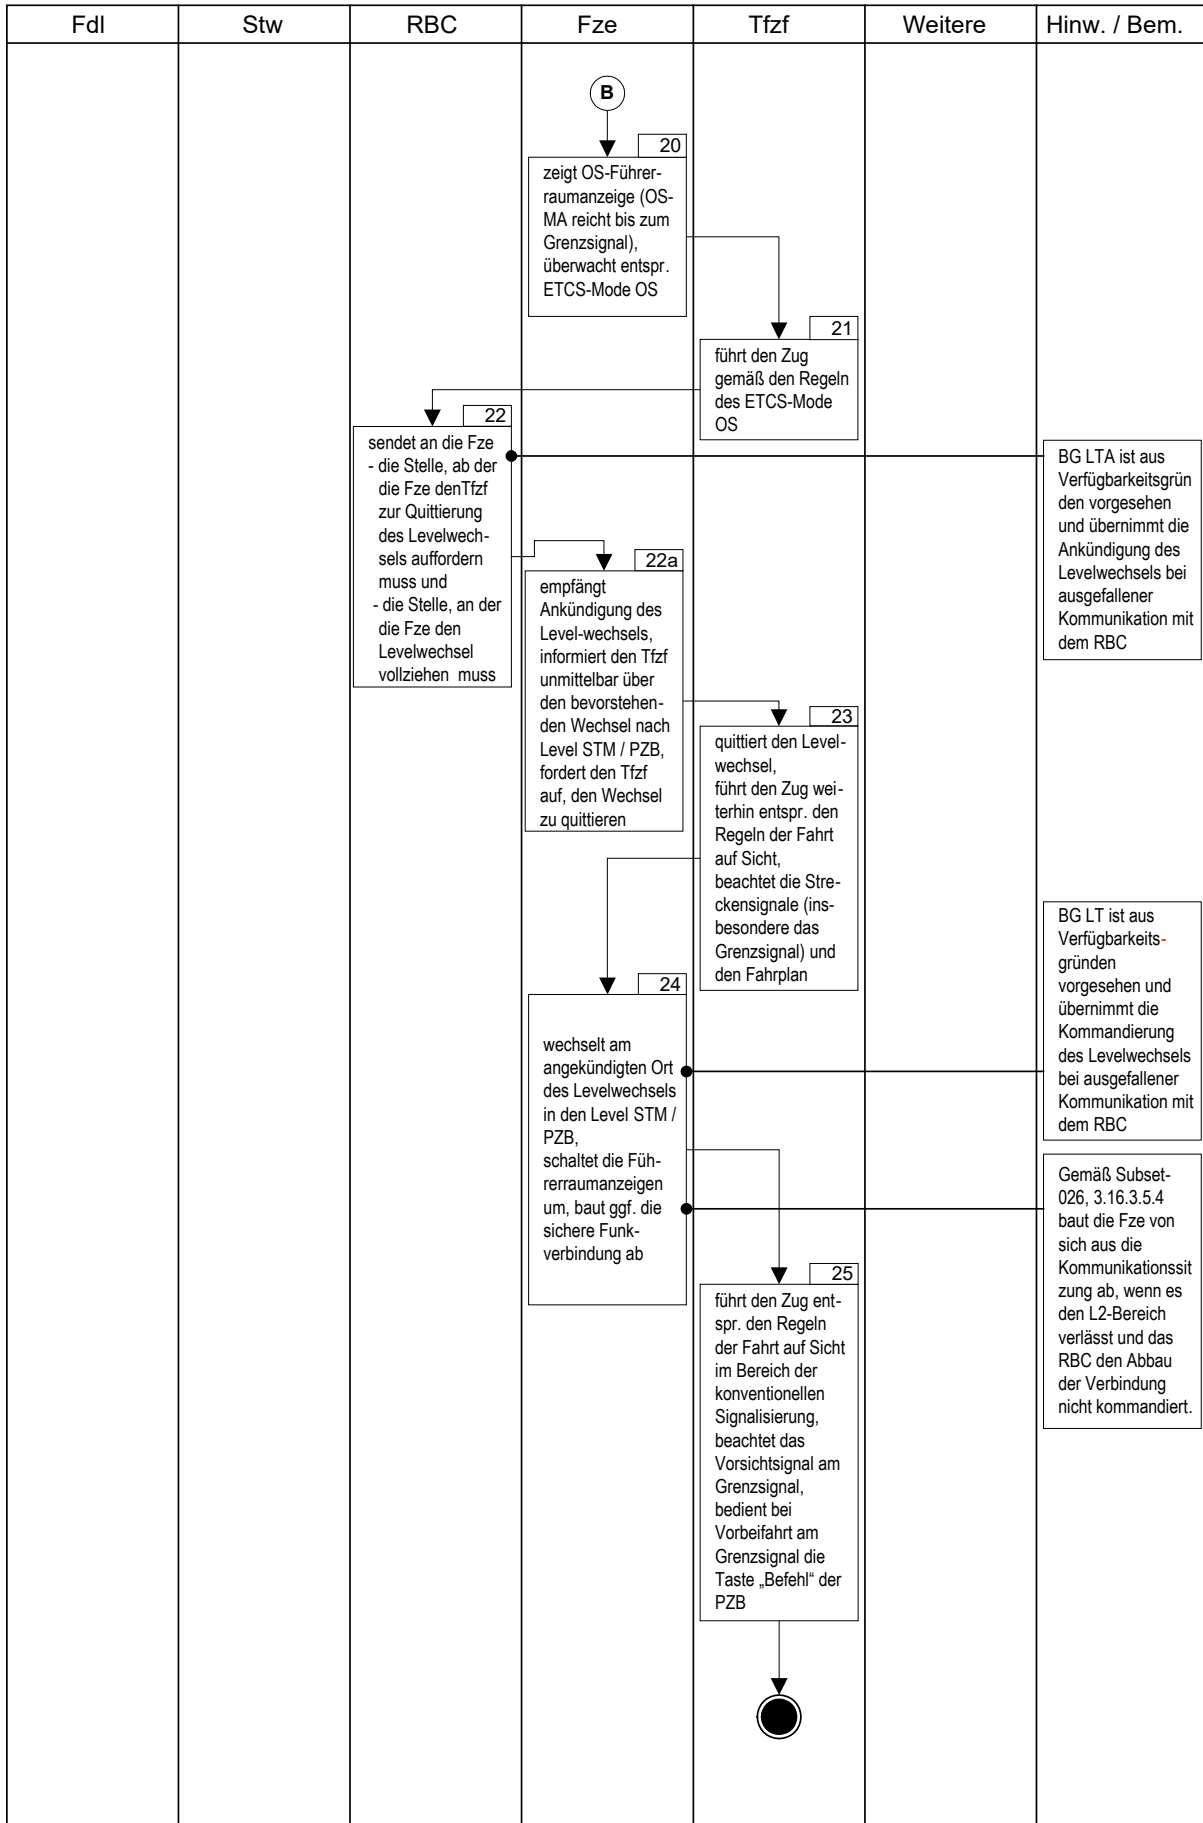 Fdl
Stw
RBC
Fze
Tfzf
Weitere
Hinw. / Bem.
B
20
zeigt OS-Führer-
raumanzeige (OS-
MA reicht bis zum
Grenzsignal),
überwacht entspr.
ETCS-Mode OS
21
führt den Zug
gemäß den Regeln
des ETCS-Mode
OS
22
sendet an die Fze
- die Stelle, ab der
die Fze denTfzf
zur Quittierung
des Levelwech-
sels auffordern
muss und
- die Stelle, an der
die Fze den
Levelwechsel
vollziehen muss
BG LTA ist aus
Verfügbarkeitsgrün
den vorgesehen
und übernimmt die
Ankündigung des
Levelwechsels bei
ausgefallener
Kommunikation mit
dem RBC
22a
empfängt
Ankündigung des
Level-wechsels,
informiert den Tfzf
unmittelbar über
den bevorstehen-
den Wechsel nach
Level STM / PZB,
fordert den Tfzf
auf, den Wechsel
zu quittieren
23
quittiert den Level-
wechsel,
führt den Zug wei-
terhin entspr. den
Regeln der Fahrt
auf Sicht,
beachtet die Stre-
ckensignale (ins-
besondere das
Grenzsignal) und
den Fahrplan
24
wechselt am
angekündigten Ort
des Levelwechsels
in den Level STM /
PZB,
schaltet die Füh-
rerraumanzeigen
um, baut ggf. die
sichere Funk-
verbindung ab
BG LT ist aus
Verfügbarkeits-
gründen
vorgesehen und
übernimmt die
Kommandierung
des Levelwechsels
bei ausgefallener
Kommunikation mit
dem RBC
Gemäß Subset-
026, 3.16.3.5.4
baut die Fze von
sich aus die
Kommunikationssit
zung ab, wenn es
den L2-Bereich
verlässt und das
RBC den Abbau
der Verbindung
nicht kommandiert.
25
führt den Zug ent-
spr. den Regeln
der Fahrt auf Sicht
im Bereich der
konventionellen
Signalisierung,
beachtet das
Vorsichtsignal am
Grenzsignal,
bedient bei
Vorbeifahrt am
Grenzsignal die
Taste „Befehl“ der
PZB